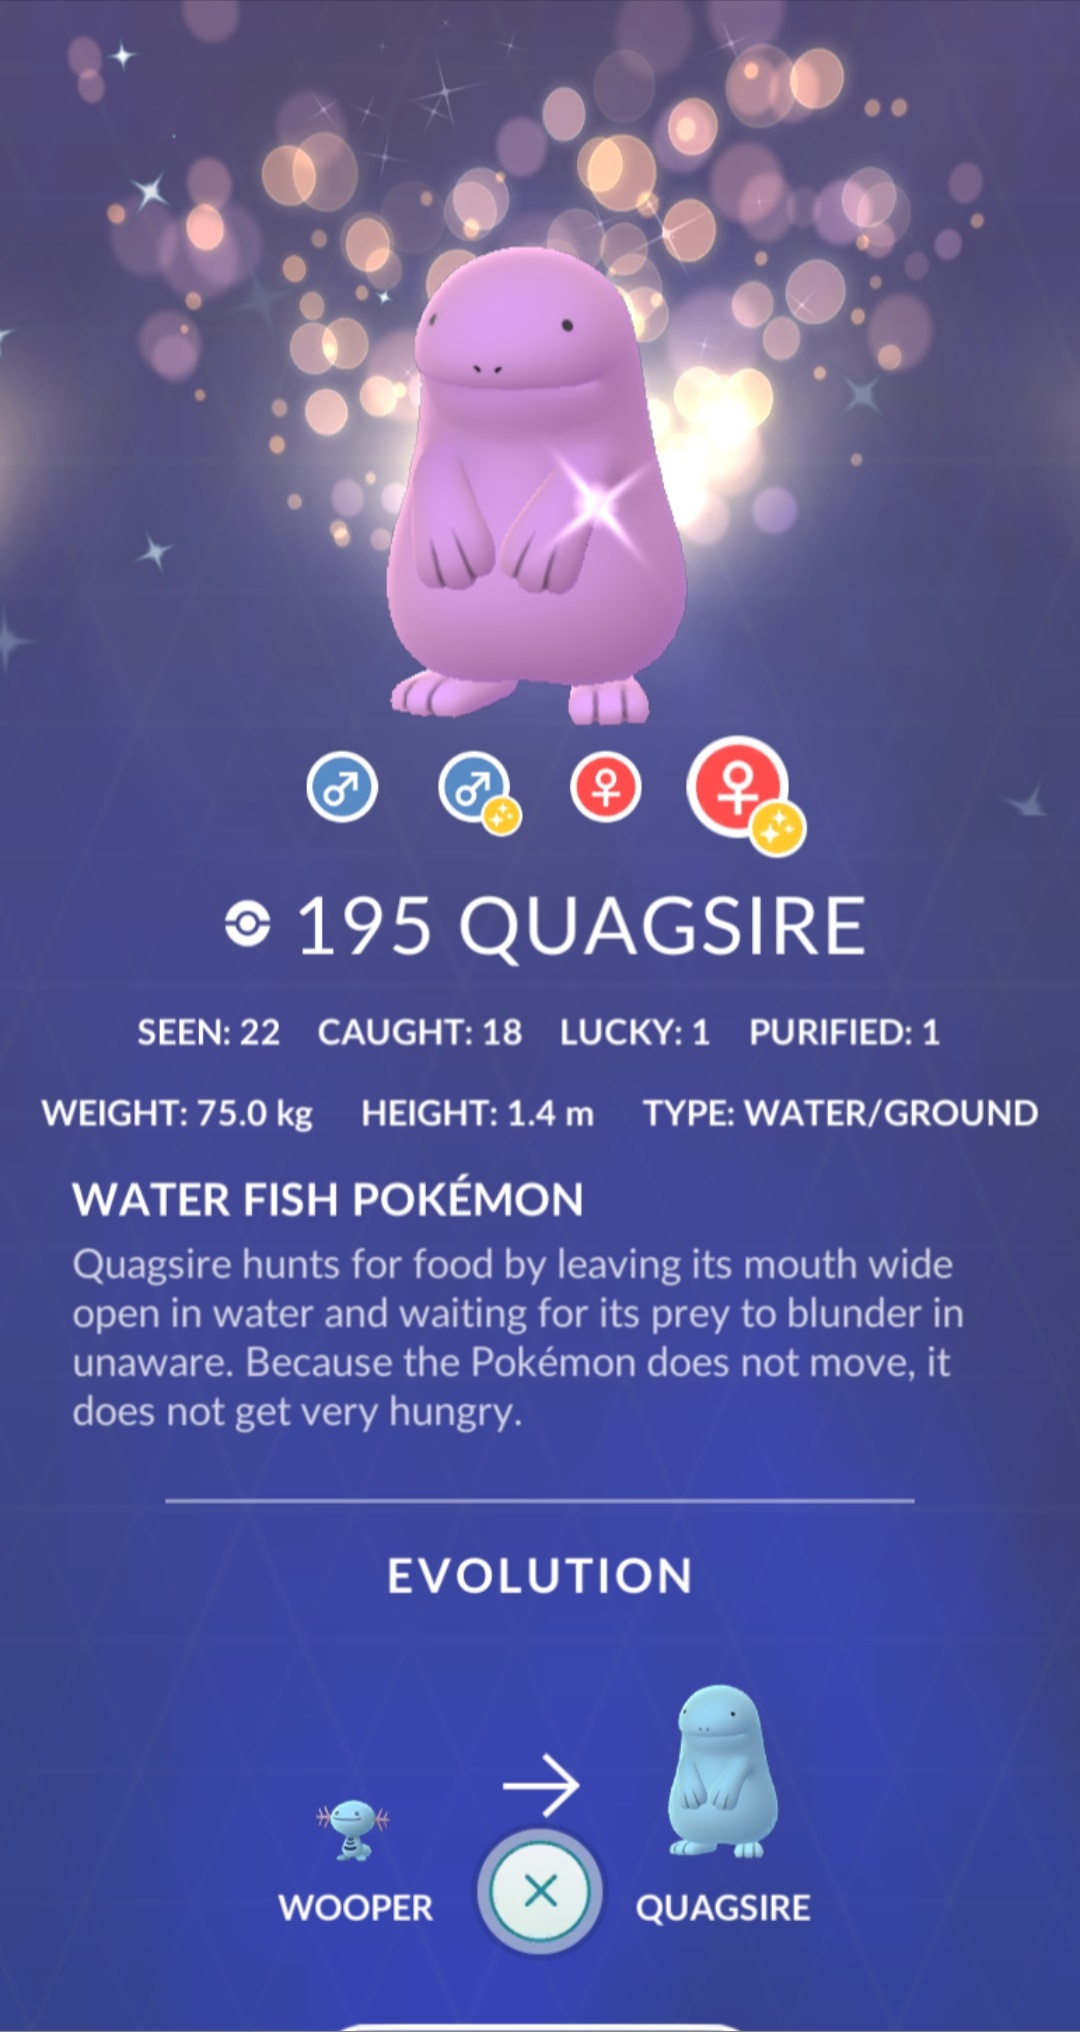 195 QUAGSIRE
SEEN: 22 CAUGHT: 18 LUCKY: 1 PURIFIED: 1
WEIGHT: 75.0 kg HEIGHT: 1.4 m TYPE: WATER/GROUND
WATER FISH POKÉMON
Quagsire hunts for food by leaving its mouth wide
open in water and waiting for its prey to blunder in
unaware. Because the Pokémon does not move, it
does not get very hungry.
EVOLUTION
WOOPER QUAGSIRE